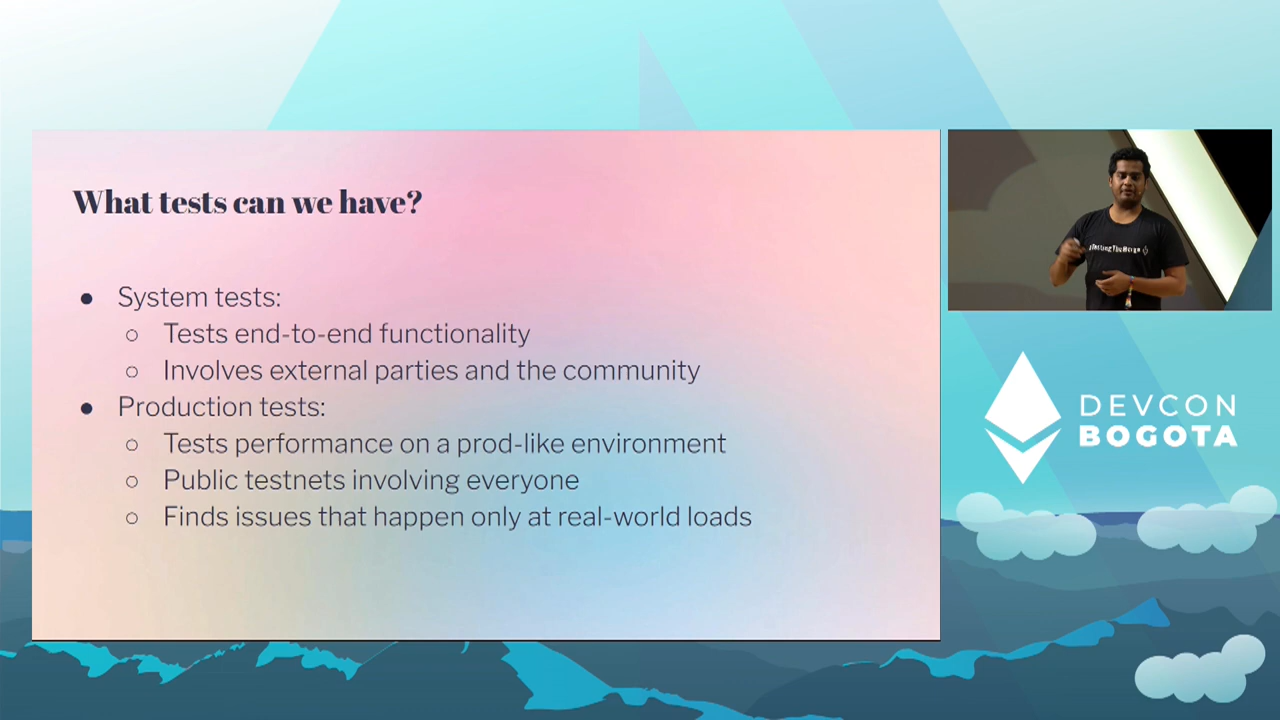 What tests can we have?
● System tests:
○ Tests end-to-end functionality
○ Involves external parties and the community
● Production tests:
○ Tests performance on a prod-like environment
○ Public testnets involving everyone
○ Finds issues that happen only at real-world loads
#TestingTheMerge
DEVCON
BOGOTA